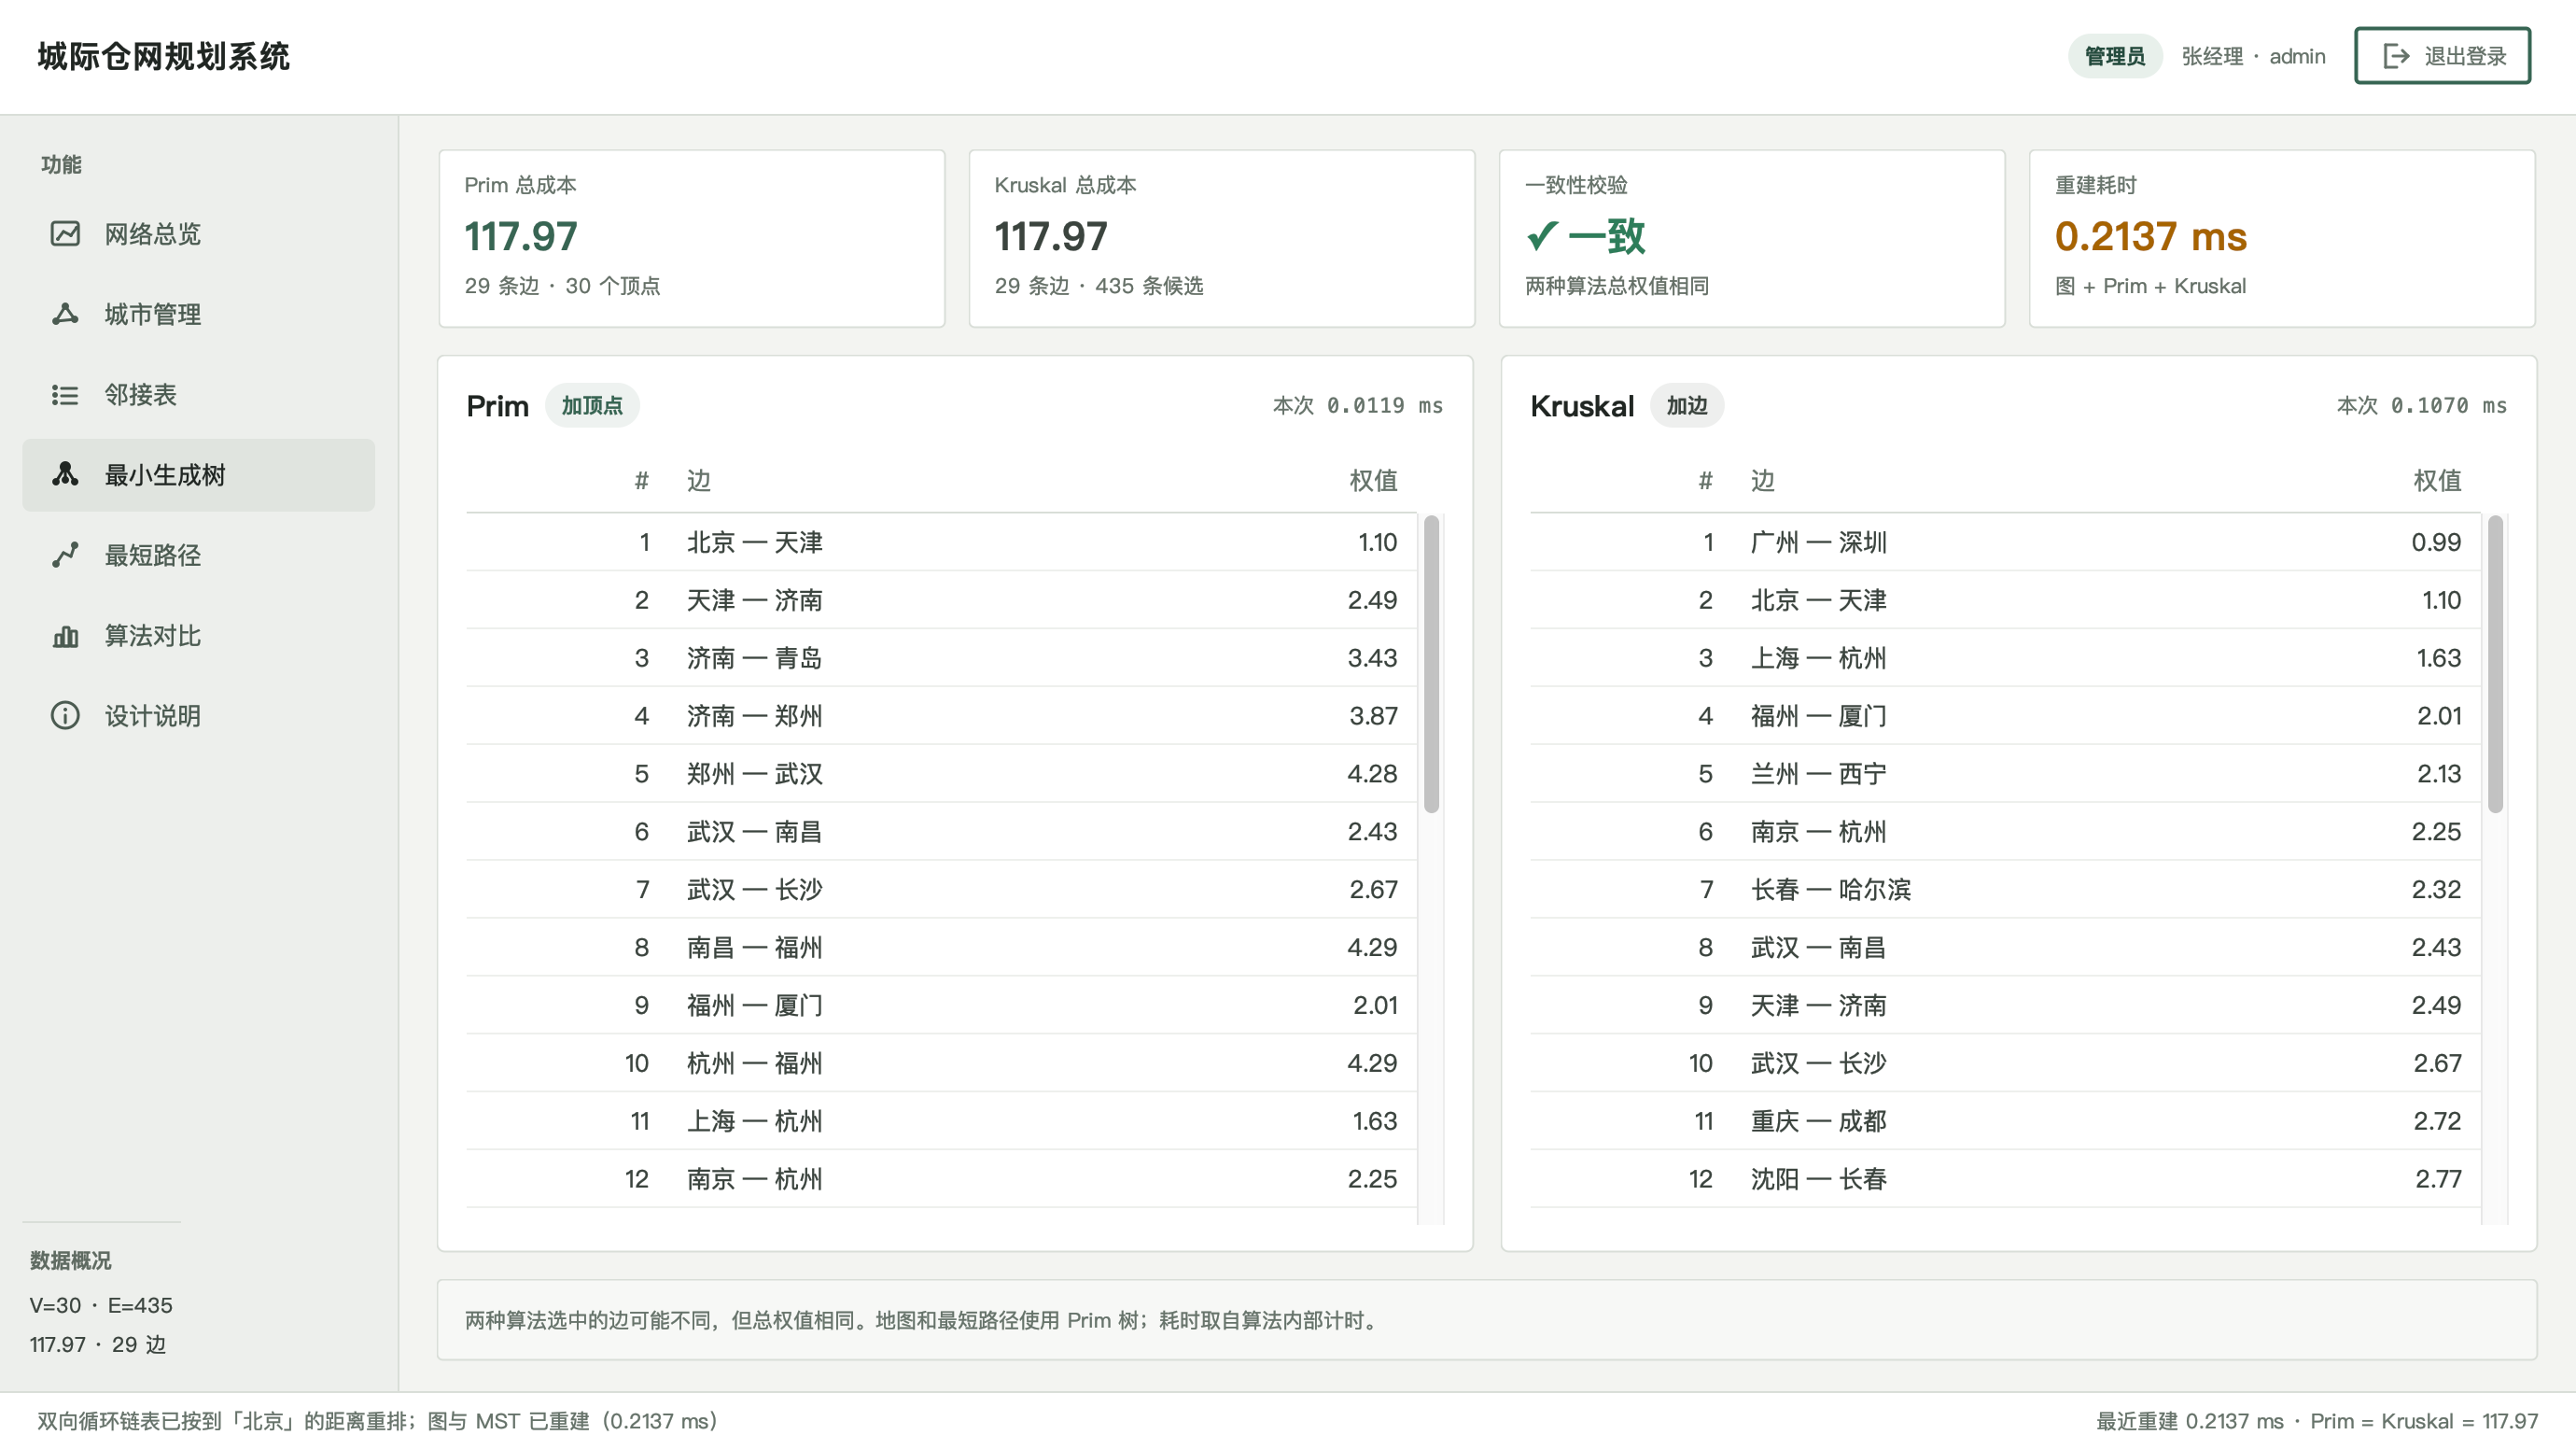 城际仓网规划系统
管理员 张经理 · admin 退出登录
功能
网络总览
城市管理
邻接表
最小生成树
最短路径
算法对比
设计说明
数据概况
V=30 · E=435
117.97 · 29 边
Prim 总成本
117.97
29 条边 · 30 个顶点
Kruskal 总成本
117.97
29 条边 · 435 条候选
一致性校验
✓ 一致
两种算法总权值相同
重建耗时
0.2137 ms
图 + Prim + Kruskal
Prim 加顶点 本次 0.0119 ms
# 边 权值
1 北京 — 天津 1.10
2 天津 — 济南 2.49
3 济南 — 青岛 3.43
4 济南 — 郑州 3.87
5 郑州 — 武汉 4.28
6 武汉 — 南昌 2.43
7 武汉 — 长沙 2.67
8 南昌 — 福州 4.29
9 福州 — 厦门 2.01
10 杭州 — 福州 4.29
11 上海 — 杭州 1.63
12 南京 — 杭州 2.25
Kruskal 加边 本次 0.1070 ms
# 边 权值
1 广州 — 深圳 0.99
2 北京 — 天津 1.10
3 上海 — 杭州 1.63
4 福州 — 厦门 2.01
5 兰州 — 西宁 2.13
6 南京 — 杭州 2.25
7 长春 — 哈尔滨 2.32
8 武汉 — 南昌 2.43
9 天津 — 济南 2.49
10 武汉 — 长沙 2.67
11 重庆 — 成都 2.72
12 沈阳 — 长春 2.77
两种算法选中的边可能不同，但总权值相同。地图和最短路径使用 Prim 树；耗时取自算法内部计时。
双向循环链表已按到「北京」的距离重排；图与 MST 已重建（0.2137 ms）
最近重建 0.2137 ms · Prim = Kruskal = 117.97